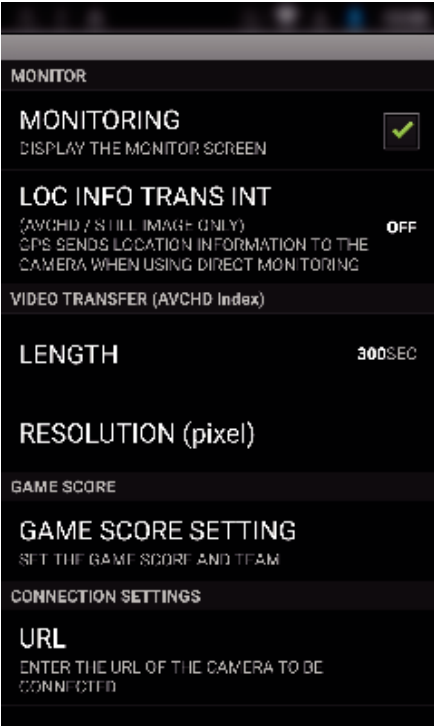 MONITOR
MONITORING
DISPLAY THE MONITOR SCREEN
LOC INFO TRANS INT
(AVCHD / STILL IMAGE ONLY)
OFF
GPS SENDS LOCATION INFORMATION TO THE
CAMERA WHEN USING DIRECT MONITORING
VIDEO TRANSFER (AVCHD Index)
LENGTH
300SEC
RESOLUTION (pixel)
GAME SCORE
GAME SCORE SETTING
SET THE GAME SCORE AND TEAM
CONNECTION SETTINGS
URL
ENTER THE URL OF THE CAMERA TO BE
CONNECTED